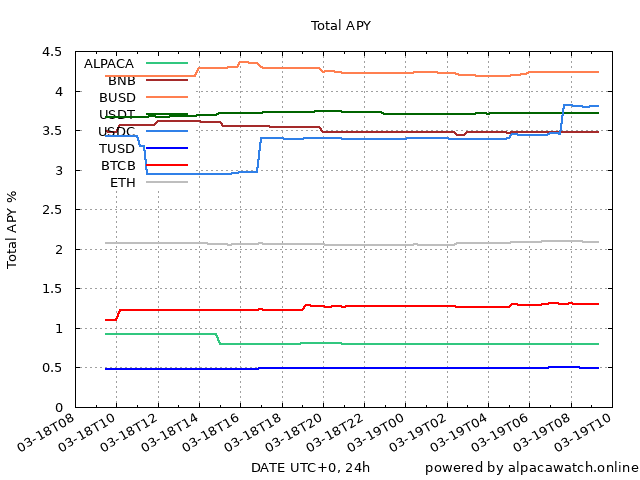 Total APY
Total APY %
4.5
4
3.5
3
2.5
2
1.5
1
0.5
0
ALPACA
BNB
BUSD
USDT
USDC
TUSD
BTCB
ETH
03-18T08
03-18T10
03-18T12
03-18T14
03-18T16
03-18T18
03-18T20
03-18T22
03-19T00
03-19T02
03-19T04
03-19T06
03-19T08
03-19T10
DATE UTC+0, 24h
powered by alpacawatch.online